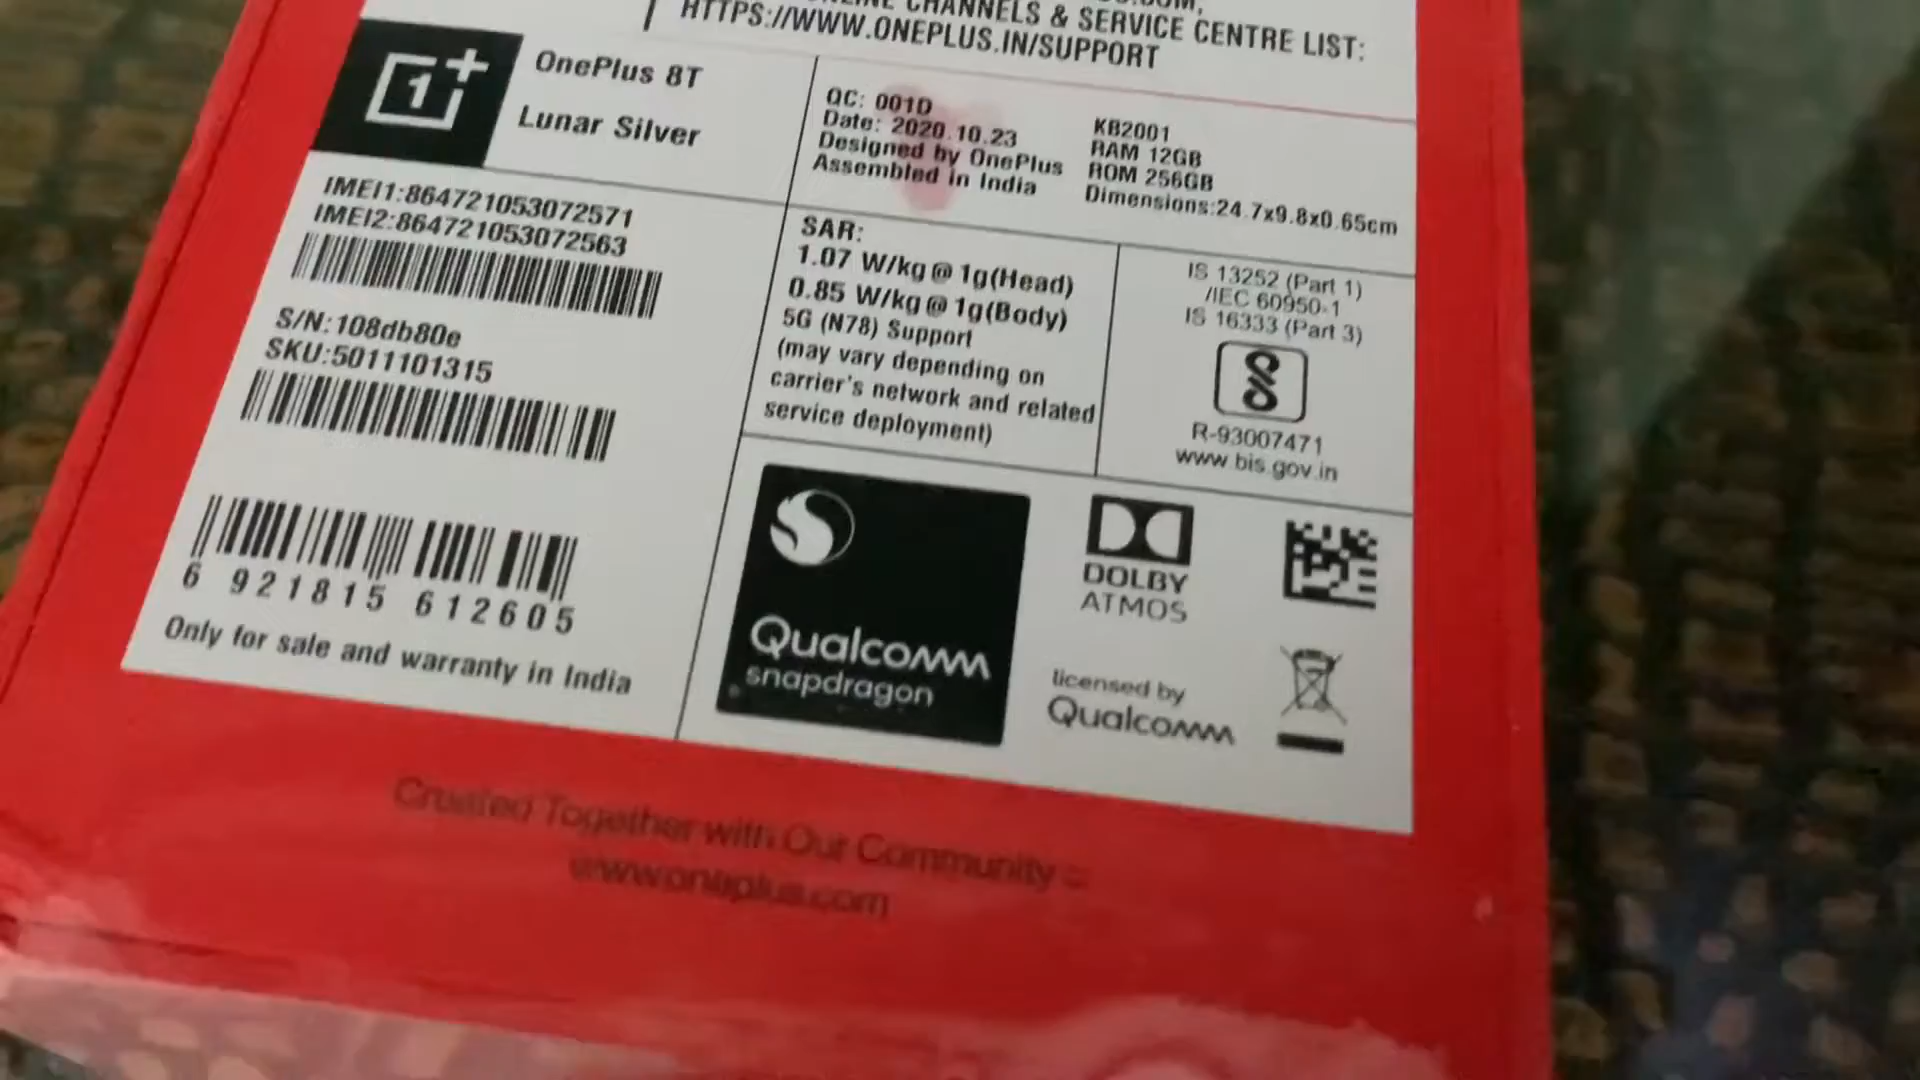 CHANNELS & SERVICE CENTRE LIST:
HTTPS://WWW.ONEPLUS.IN/SUPPORT
1+
OnePlus 8T
Lunar Silver
QC: 001D
Date: 2020.10.23
Designed by OnePlus
Assembled in India
KB2001
RAM 12GB
ROM 256GB
Dimensions:24.7x9.8x0.65cm
IMEI1:864721053072571
IMEI2:864721053072563
S/N:108db80e
SKU:5011101315
6 921815 612605
Only for sale and warranty in India
SAR:
1.07 W/kg@1g(Head)
0.85 W/kg@1g(Body)
5G (N78) Support
(may vary depending on
carrier's network and related
service deployment)
IS 13252 (Part 1)
/IEC 60950-1
IS 16333 (Part 3)
R-93007471
www.bis.gov.in
Qualcomm
snapdragon
DOLBY
ATMOS
licensed by
Qualcomm
Created Together with Our Community
www.oneplus.com